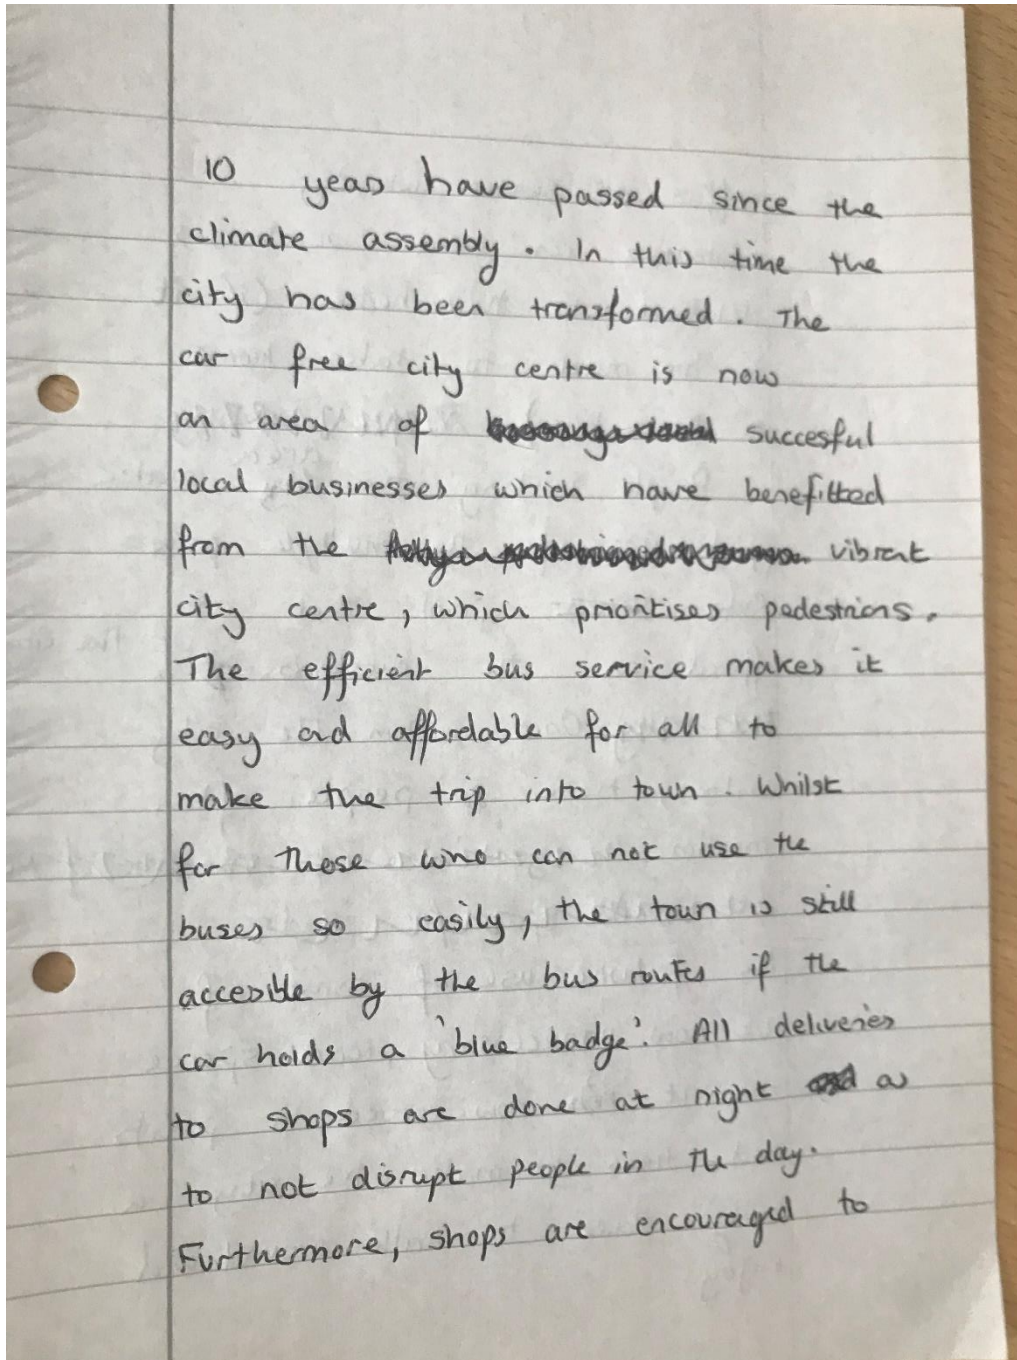 10 years have passed since the
climate assembly. In this time the
city has been transformed. The
car free city centre is now
an area of succesful
local businesses which have benefitted
from the vibrant
city centre, which prioritises pedestrians.
The efficient bus service makes it
easy and affordable for all to
make the trip into town. Whilst
for those who can not use the
buses so easily, the town is still
accesible by the bus routes if the
car holds a 'blue badge'. All deliveries
to shops are done at night as
to not disrupt people in the day.
Furthermore, shops are encouraged to